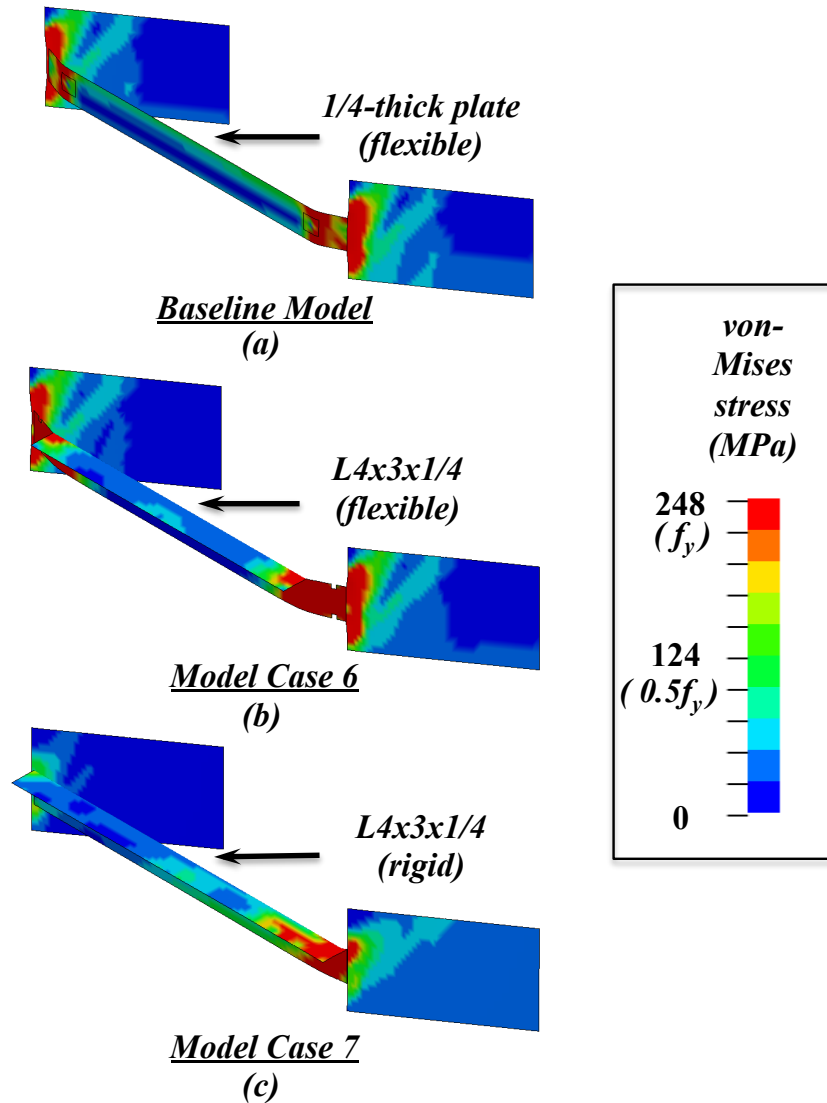 1/4-thick plate
(flexible)
Baseline Model
(a)
L4x3x1/4
(flexible)
Model Case 6
(b)
L4x3x1/4
(rigid)
Model Case 7
(c)
von-
Mises
stress
(MPa)
248
( fy)
124
( 0.5fy)
0